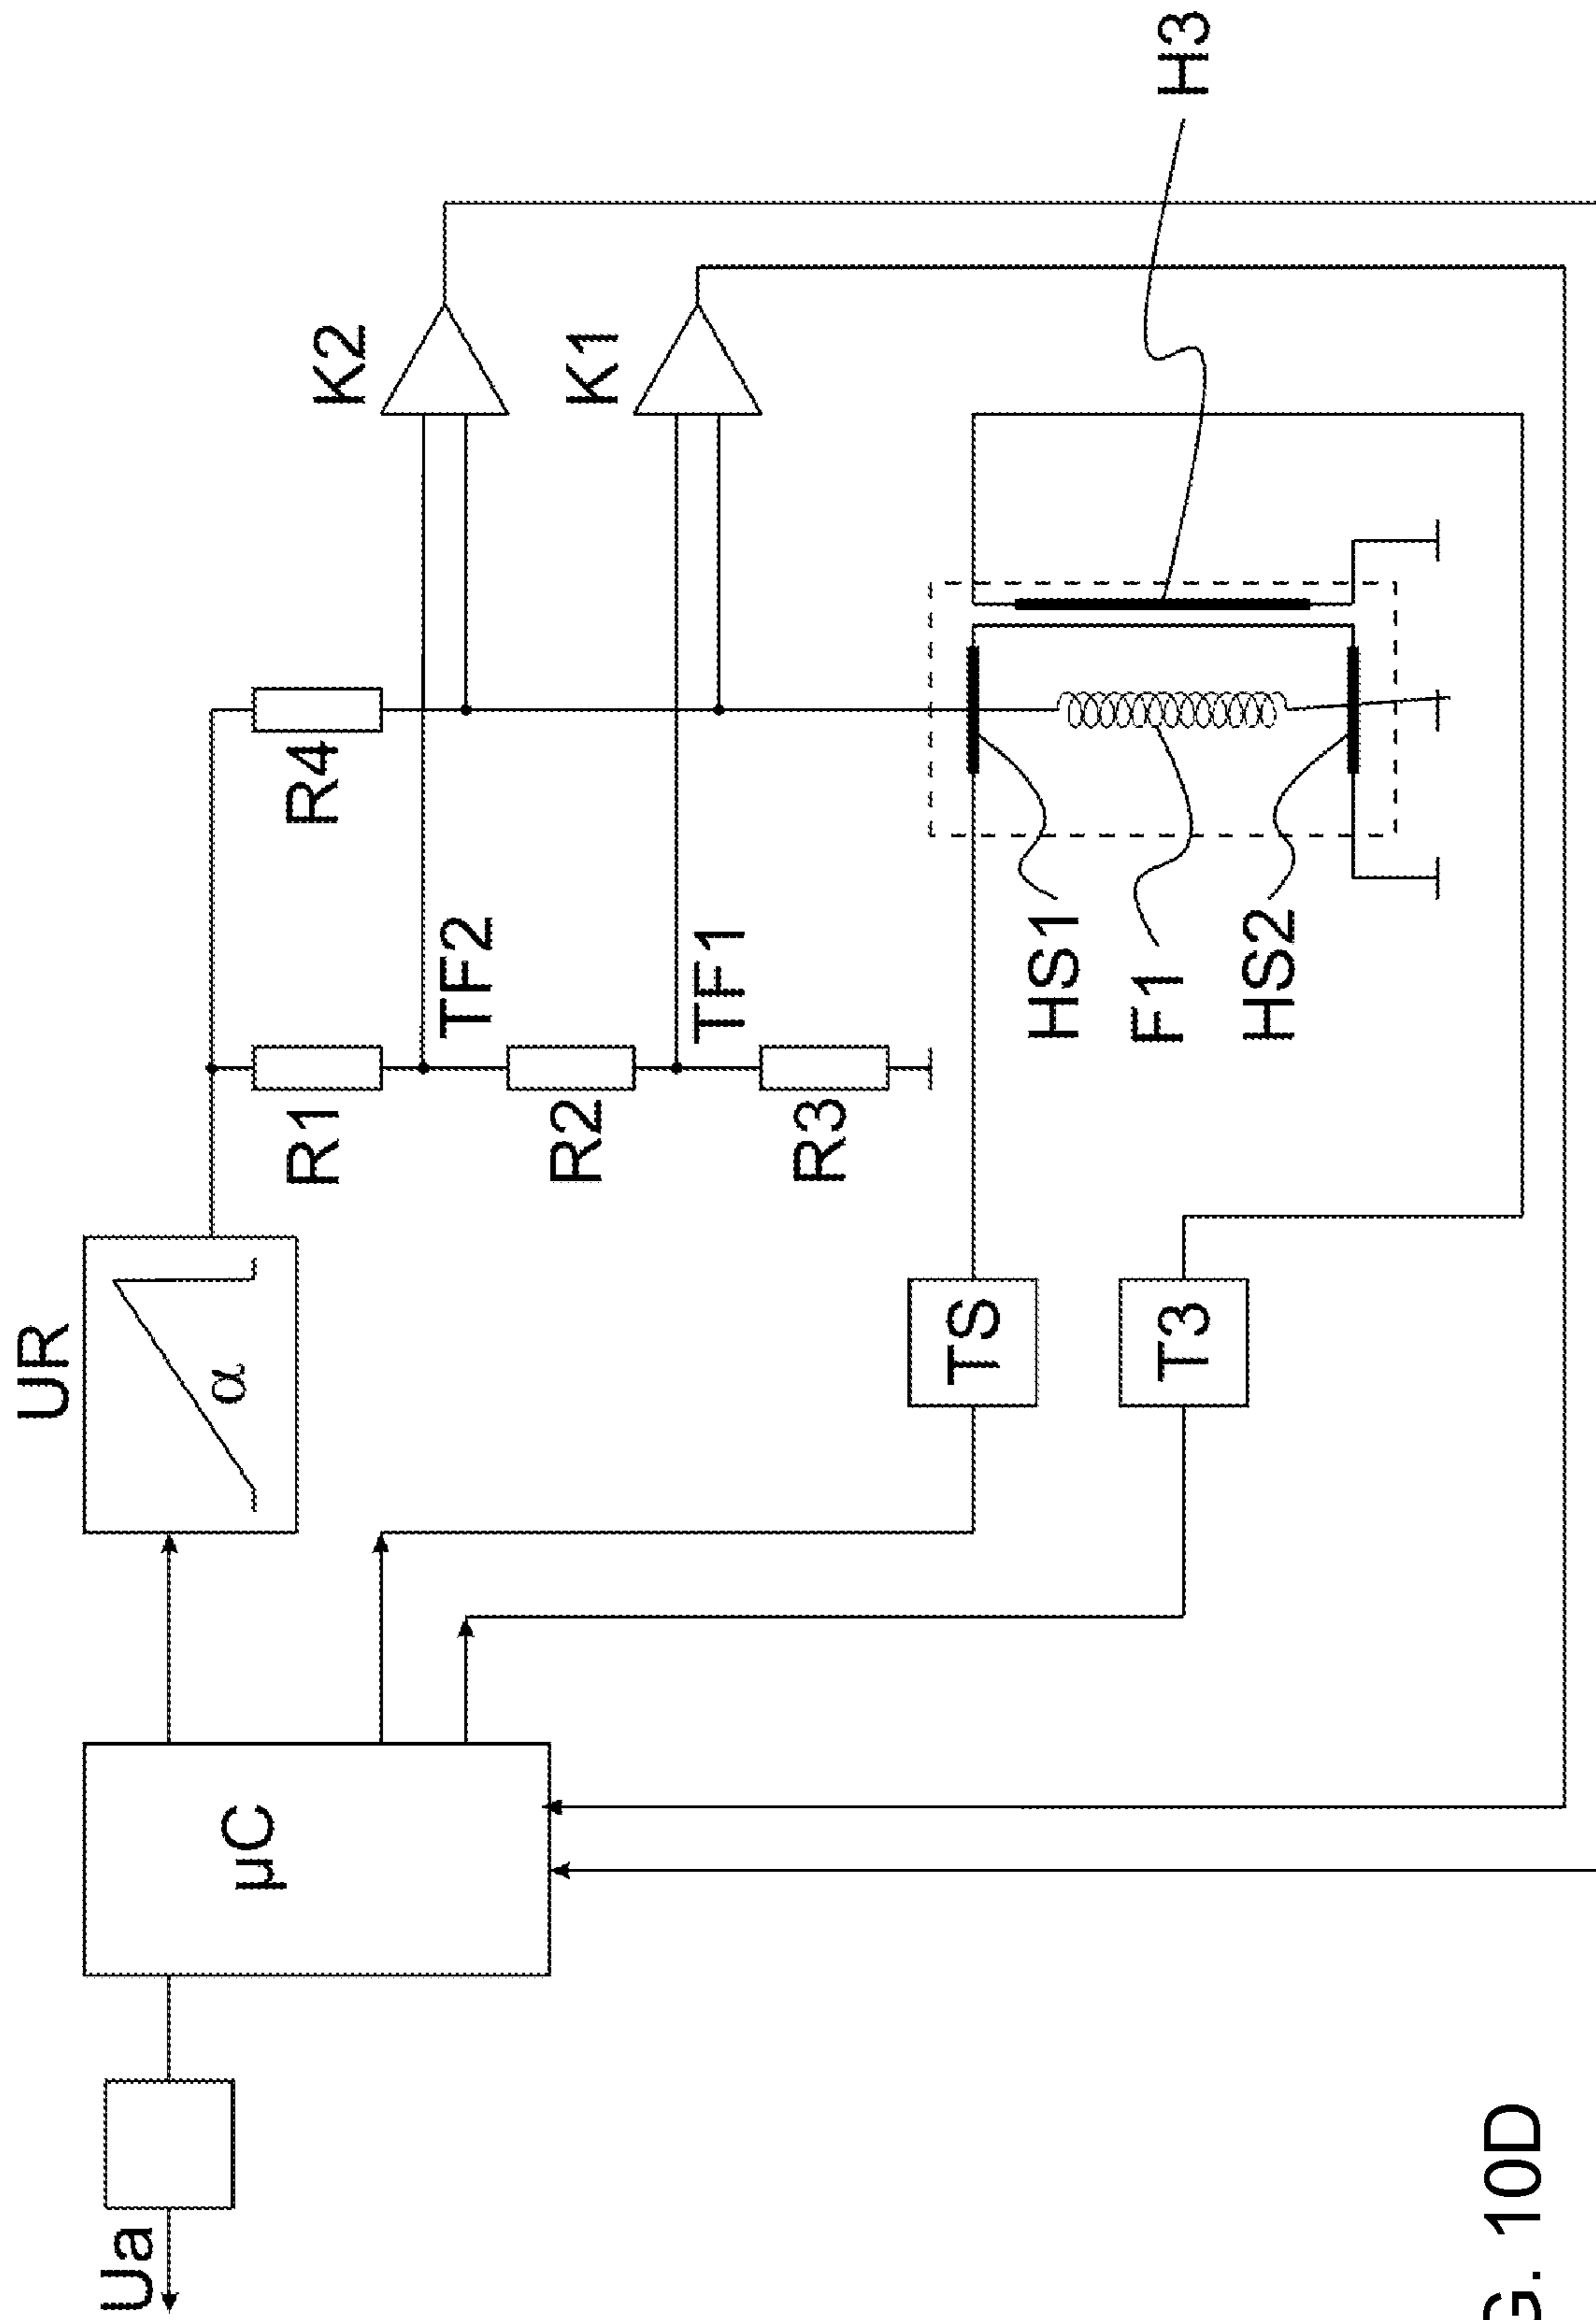 Ua
µC
UR
α
R1
R4
K2
TF2
R2
K1
TF1
R3
TS
T3
HS1
F1
HS2
H3
G. 10D